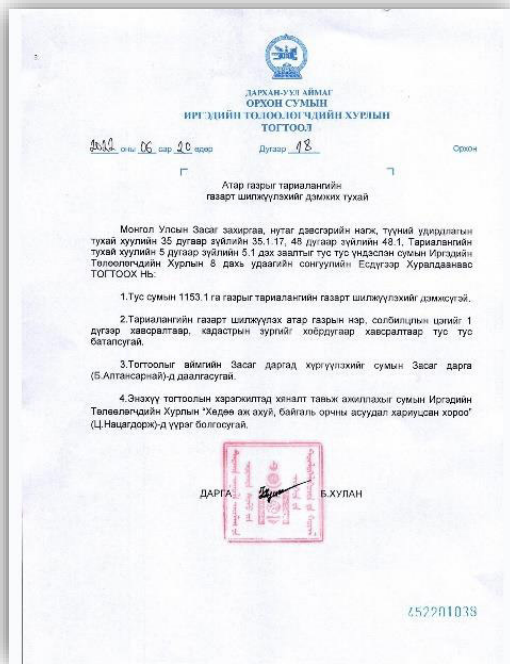 ДАРХАН-УУЛ АЙМАГ
ОРХОН СУМЫН
ИРГЭДИЙН ТӨЛӨӨЛӨГЧДИЙН ХУРЛЫН
ТОГТООЛ
2022 оны 06 сар 20 өдөр Дугаар 18 Орхон
Атар газрыг тариалангийн
газарт шилжүүлэхийг дэмжих тухай
Монгол Улсын Засаг захиргаа, нутаг дэвсгэрийн нэгж, түүний удирдлагын
тухай хуулийн 35 дугаар зүйлийн 35.1.17, 48 дугаар зүйлийн 48.1, Тариалангийн
тухай хуулийн 5 дугаар зүйлийн 5.1 дэх заалтыг тус тус үндэслэн сумын Иргэдийн
Төлөөлөгчдийн Хурлын 8 дахь удаагийн сонгуулийн Есдүгээр Хуралдаанаас
ТОГТООХ НЬ:
1.Тус сумын 1153.1 га газрыг тариалангийн газарт шилжүүлэхийг дэмжсүгэй.
2.Тариалангийн газарт шилжүүлэх атар газрын нэр, солбилцлын цэгийг 1
дүгээр хавсралтаар, кадастрын зургийг хоёрдугаар хавсралтаар тус тус
баталсугай.
3.Тогтоолыг аймгийн Засаг даргад хүргүүлэхийг сумын Засаг дарга
(Б.Алтансарнай)-д даалгасугай.
4.Энэхүү тогтоолын хэрэгжилтэд хяналт тавьж ажиллахыг сумын Иргэдийн
Төлөөлөгчдийн Хурлын "Хөдөө аж ахуй, байгаль орчны асуудал хариуцсан хороо"
(Ц.Нацагдорж)-д үүрэг болгосугай.
ДАРГА Б.ХУЛАН
452201039